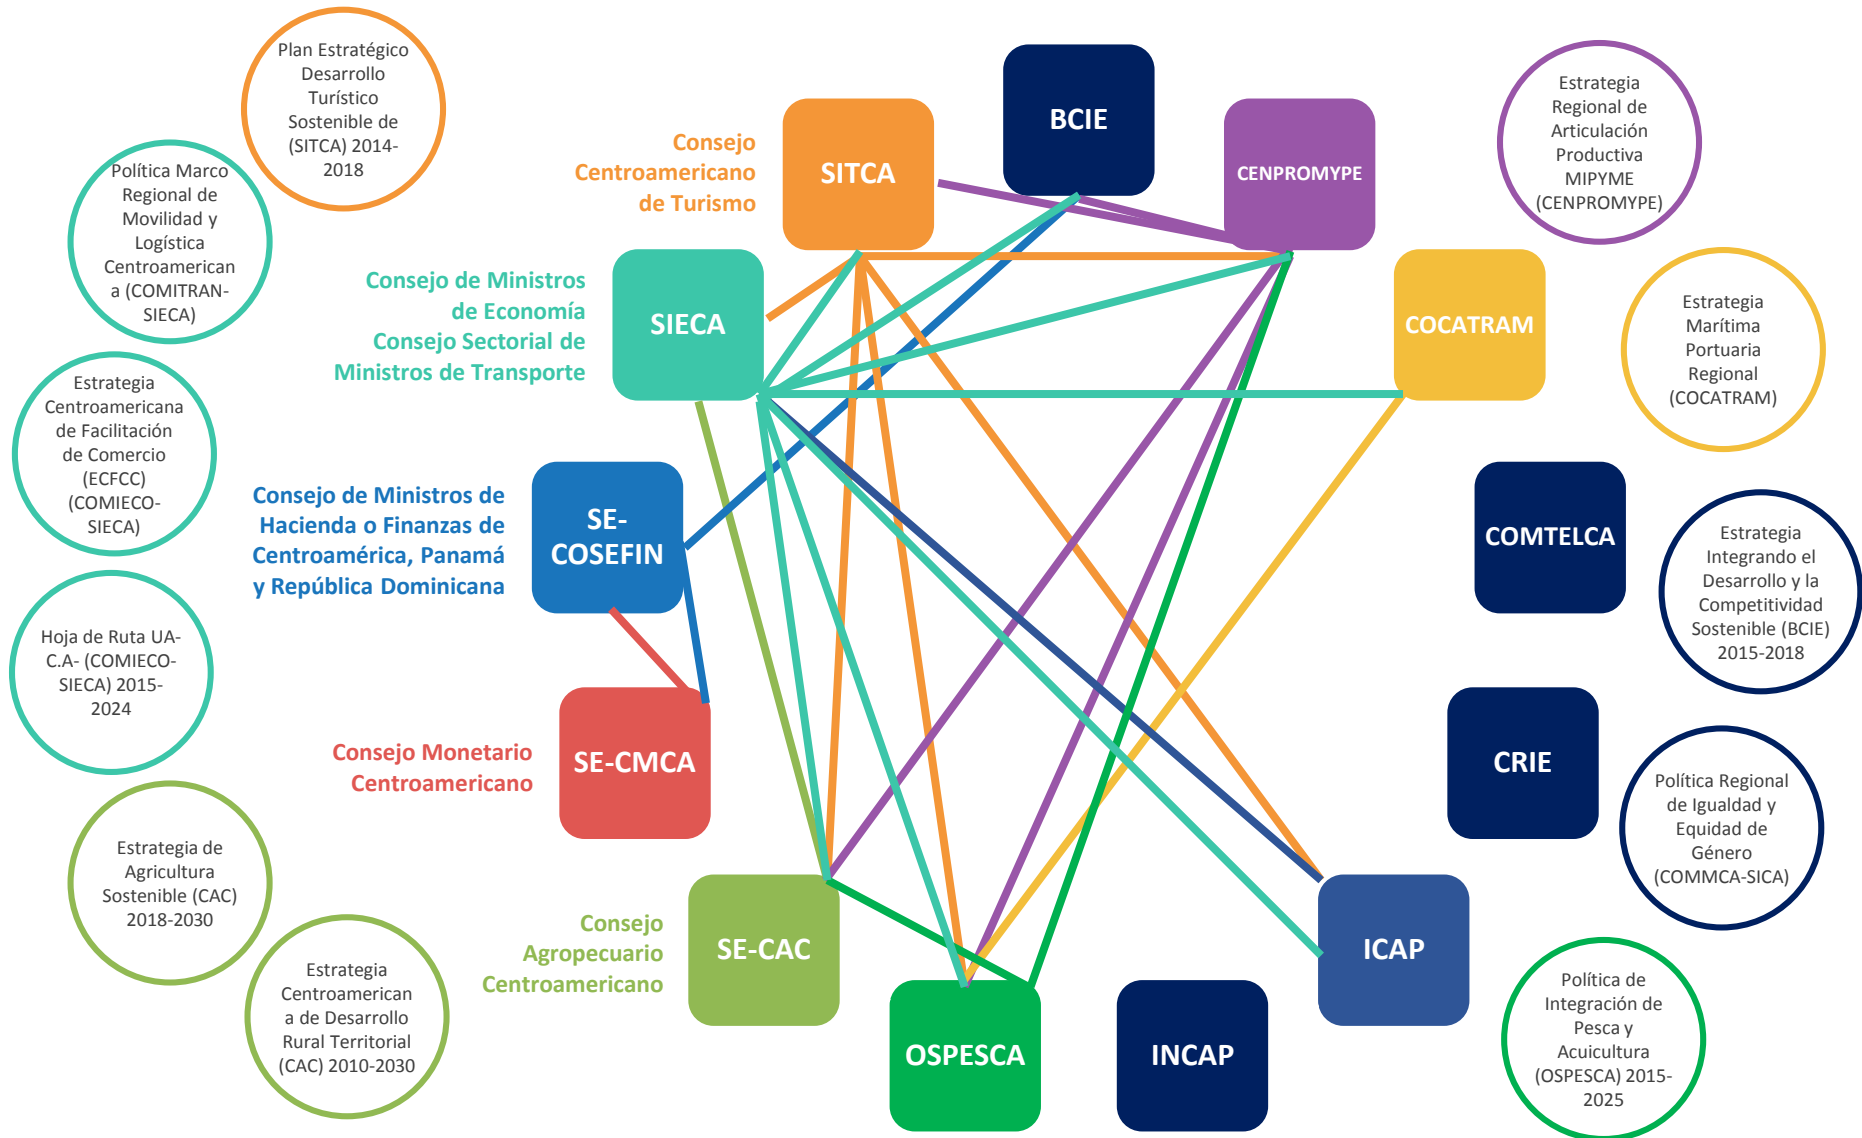 Plan Estratégico
Desarrollo
Turístico
Sostenible de
(SITCA) 2014-
2018
Política Marco
Regional de
Movilidad y
Logística
Centroamerican
a (COMITRAN-
SIECA)
Estrategia
Centroamericana
de Facilitación
de Comercio
(ECFCC)
(COMIECO-
SIECA)
Hoja de Ruta UA-
C.A- (COMIECO-
SIECA) 2015-
2024
Estrategia de
Agricultura
Sostenible (CAC)
2018-2030
Estrategia
Centroamerican
a de Desarrollo
Rural Territorial
(CAC) 2010-2030
Consejo
Centroamericano
de Turismo
Consejo de Ministros
de Economía
Consejo Sectorial de
Ministros de Transporte
Consejo de Ministros de
Hacienda o Finanzas de
Centroamérica, Panamá
y República Dominicana
Consejo Monetario
Centroamericano
Consejo
Agropecuario
Centroamericano
SITCA
SIECA
SE-
COSEFIN
SE-CMCA
SE-CAC
OSPESCA
INCAP
ICAP
CRIE
COMTELCA
COCATRAM
CENPROMYPE
BCIE
Estrategia
Regional de
Articulación
Productiva
MIPYME
(CENPROMYPE)
Estrategia
Marítima
Portuaria
Regional
(COCATRAM)
Estrategia
Integrando el
Desarrollo y la
Competitividad
Sostenible (BCIE)
2015-2018
Política Regional
de Igualdad y
Equidad de
Género
(COMMCA-SICA)
Política de
Integración de
Pesca y
Acuicultura
(OSPESCA) 2015-
2025